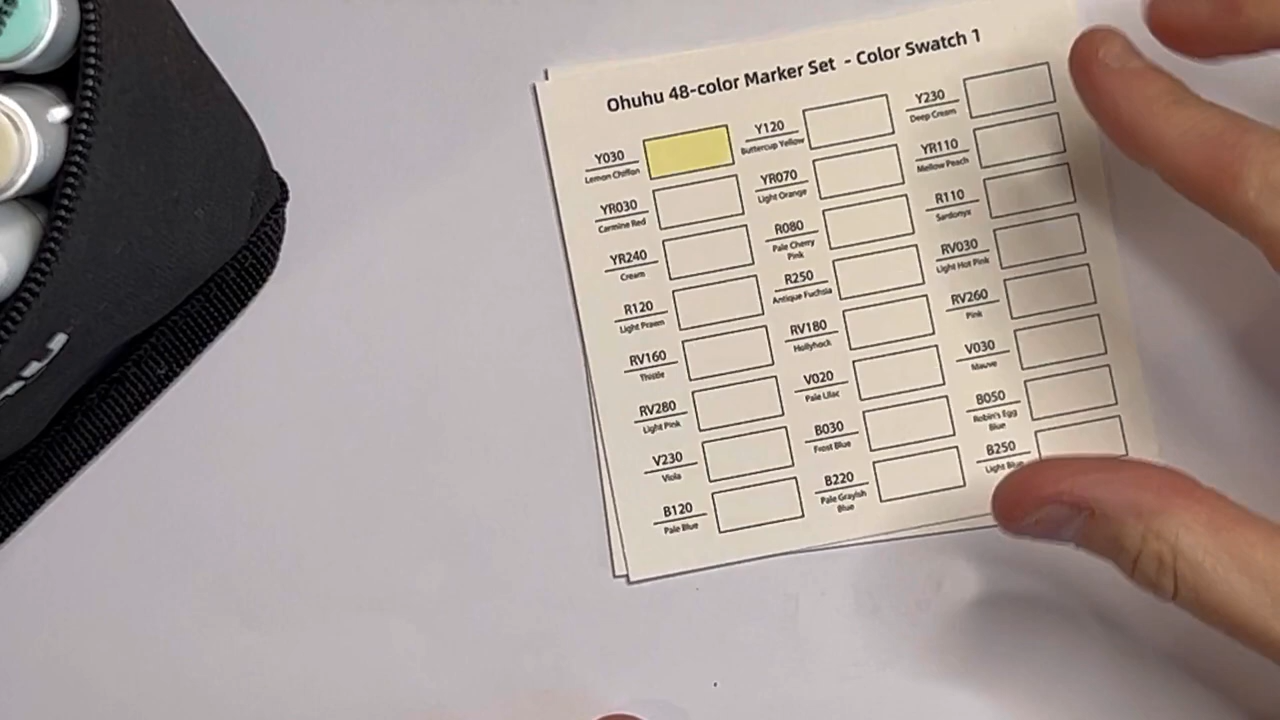 Ohuhu 48-color Marker Set - Color Swatch 1
Y030
Lemon Chiffon
Y120
Buttercup Yellow
Y230
Deep Cream
YR030
Carmine Red
YR070
Light Orange
YR110
Mellow Peach
YR240
Cream
R080
Pale Cherry
Pink
R110
Sardonyx
R120
Light Prawn
R250
Antique Fuchsia
RV030
Light Hot Pink
RV160
Thistle
RV180
Hollyhock
RV260
Pink
RV280
Light Pink
V020
Pale Lilac
V030
Mauve
V230
Viola
B030
Frost Blue
B050
Robin's Egg
Blue
B120
Pale Blue
B220
Pale Grayish
Blue
B250
Light Blue